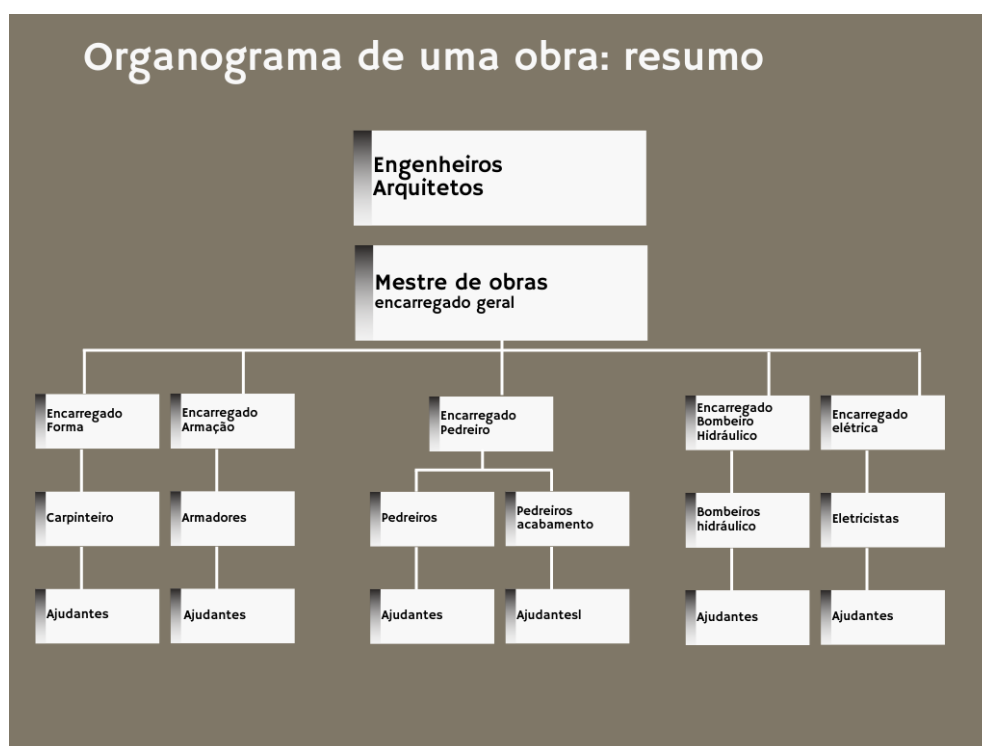 Organograma de uma obra: resumo
Engenheiros
Arquitetos
Mestre de obras
encarregado geral
Encarregado
Forma
Encarregado
Armação
Encarregado
Pedreiro
Encarregado
Bombeiro
Hidráulico
Encarregado
elétrica
Carpinteiro
Armadores
Pedreiros
Pedreiros
acabamento
Bombeiros
hidráulico
Eletricistas
Ajudantes
Ajudantes
Ajudantes
Ajudantesl
Ajudantes
Ajudantes